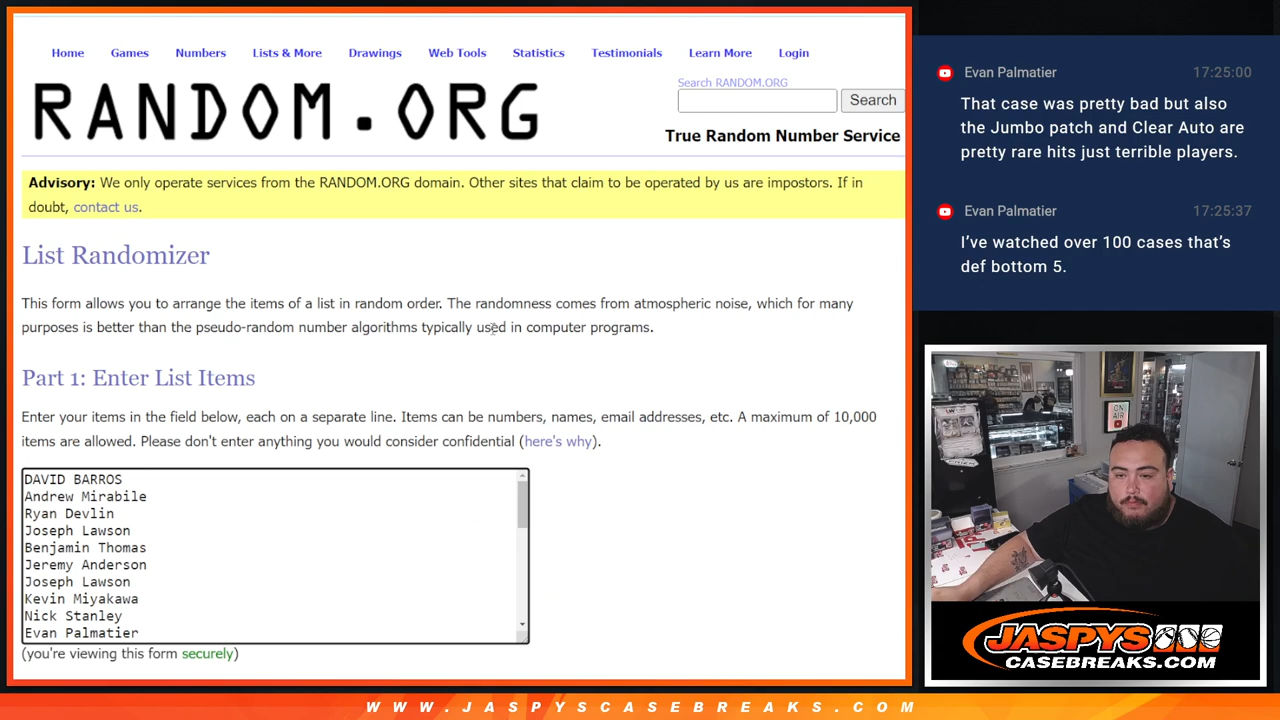 Home Games Numbers Lists & More Drawings Web Tools Statistics Testimonials Learn More Login
RANDOM.ORG
Search RANDOM.ORG
Search
True Random Number Service
Advisory: We only operate services from the RANDOM.ORG domain. Other sites that claim to be operated by us are impostors. If in
doubt, contact us.
List Randomizer
This form allows you to arrange the items of a list in random order. The randomness comes from atmospheric noise, which for many
purposes is better than the pseudo-random number algorithms typically used in computer programs.
Part 1: Enter List Items
Enter your items in the field below, each on a separate line. Items can be numbers, names, email addresses, etc. A maximum of 10,000
items are allowed. Please don't enter anything you would consider confidential (here's why).
DAVID BARROS
Andrew Mirabile
Ryan Devlin
Joseph Lawson
Benjamin Thomas
Jeremy Anderson
Joseph Lawson
Kevin Miyakawa
Nick Stanley
Evan Palmatier
(you're viewing this form securely)
Evan Palmatier 17:25:00
That case was pretty bad but also
the Jumbo patch and Clear Auto are
pretty rare hits just terrible players.
Evan Palmatier 17:25:37
I’ve watched over 100 cases that’s
def bottom 5.
ON
AIR
JASPYS
CASEBREAKS.COM
WWW.JASPYSCASEBREAKS.COM